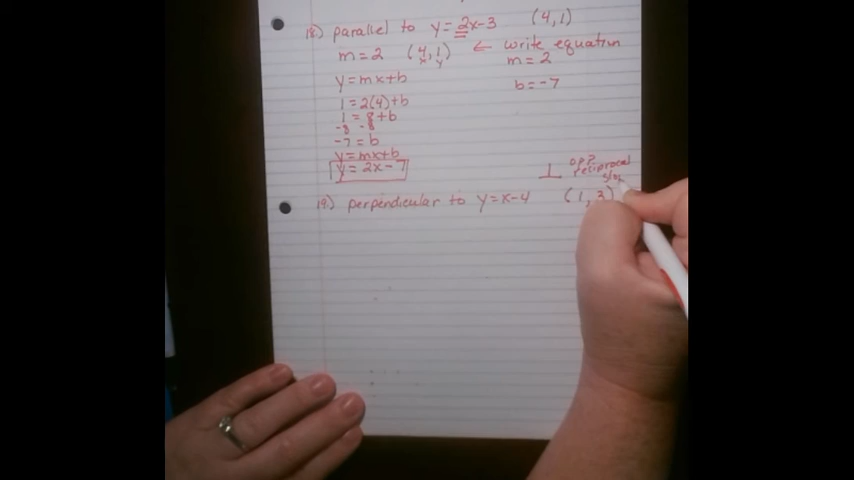 18.) parallel to y = 2x-3 (4,1)
m=2 (4,1) ← write equation
x y
m=2
y=mx+b
b=-7
1=2(4)+b
1 = 8+b
-8 -8
-7=b
y=mx+b
y=2x-7
⊥ opp
reciprocal
19.) perpendicular to y=x-4 (1,3)